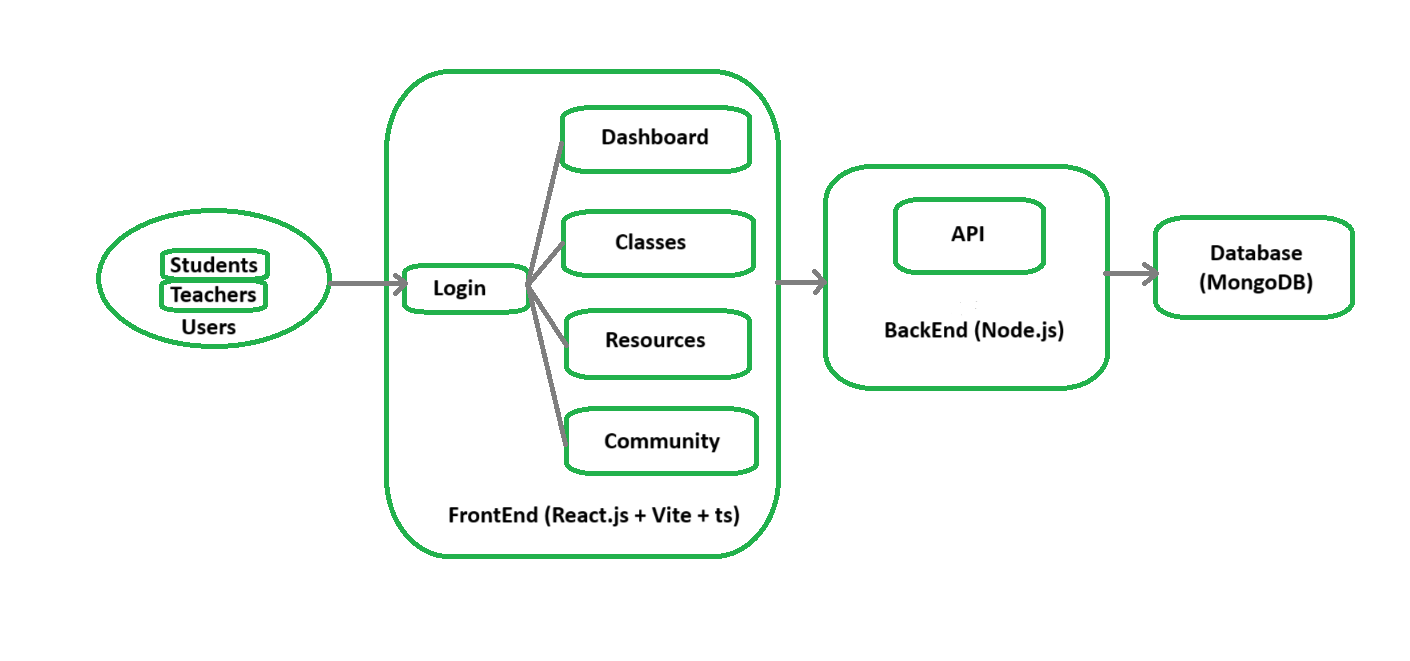 Students
Teachers
Users
Login
Dashboard
Classes
Resources
Community
FrontEnd (React.js + Vite + ts)
API
BackEnd (Node.js)
Database
(MongoDB)